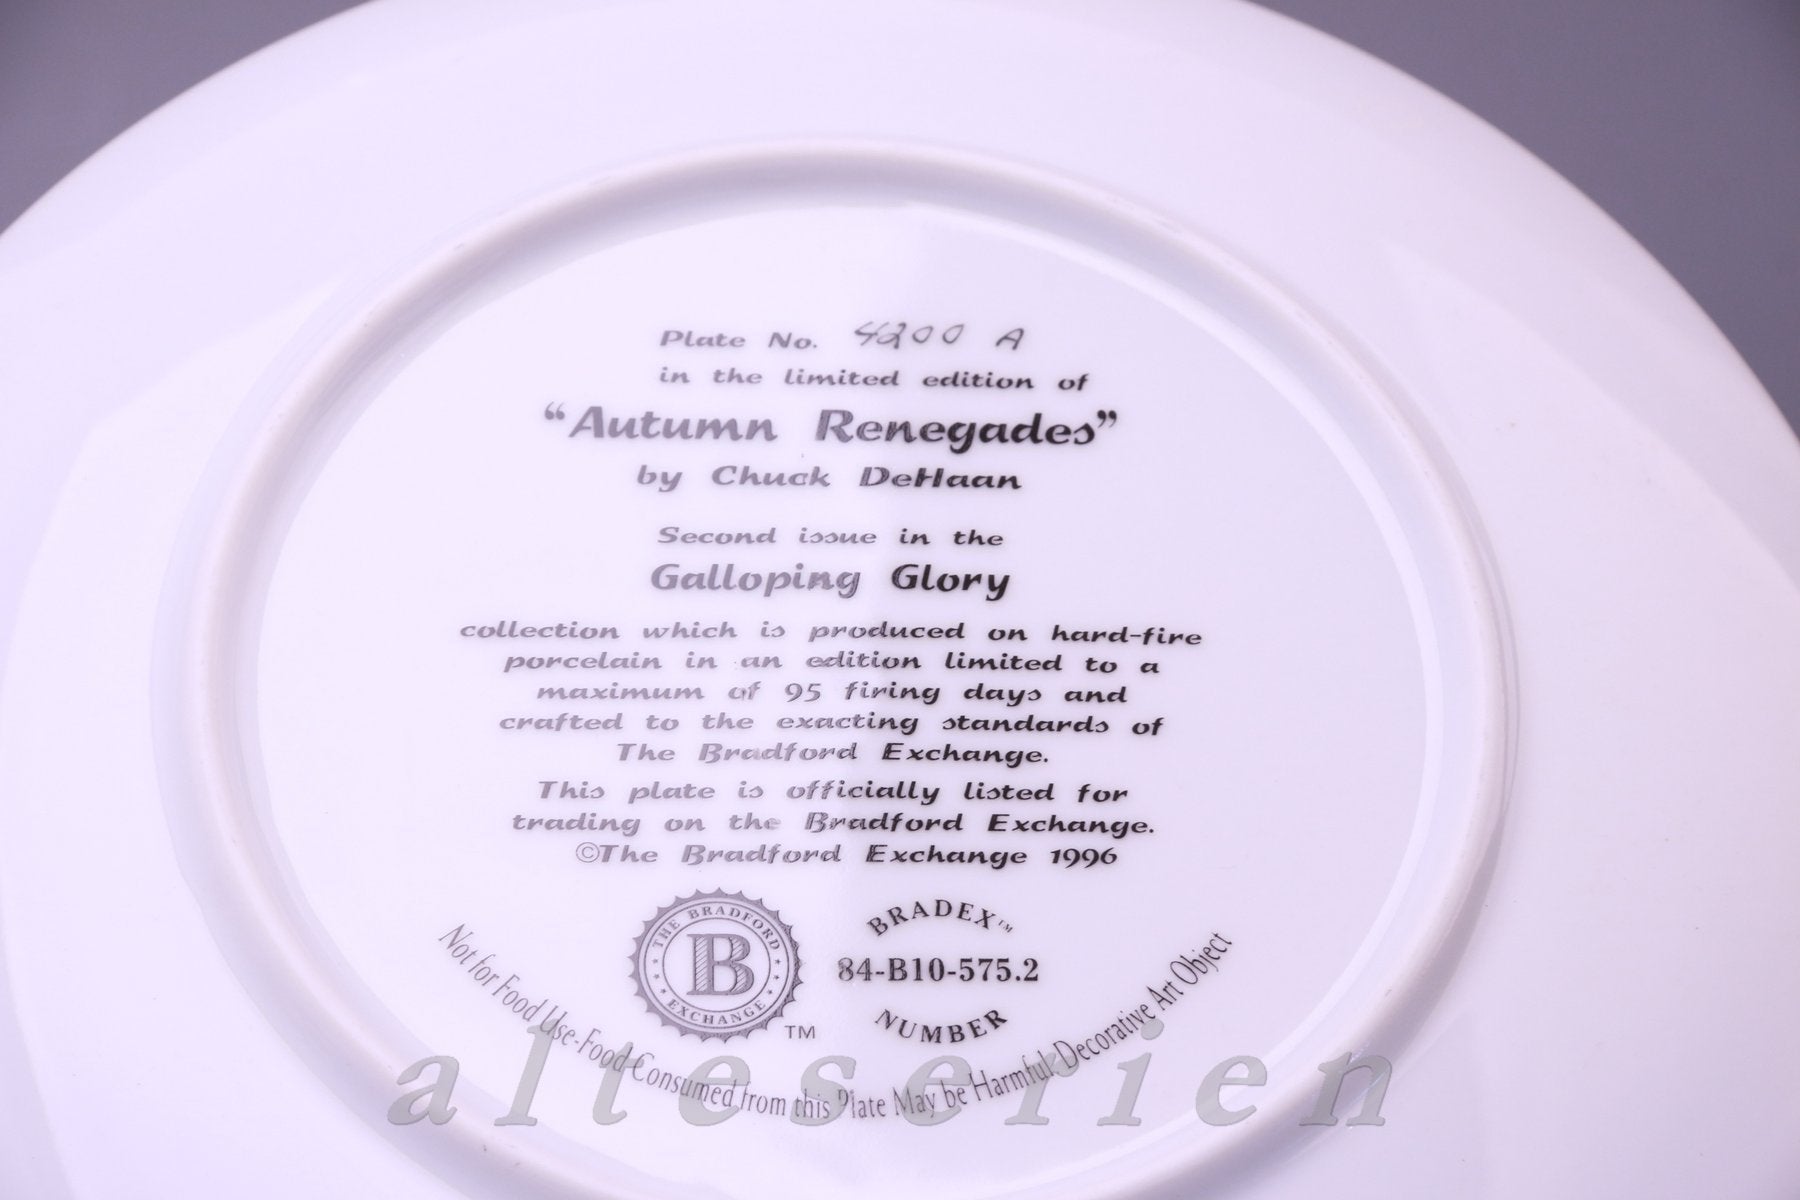 Plate No. 4200 A
in the limited edition of
“Autumn Renegades”
by Chuck DeHaan
Second issue in the
Galloping Glory
collection which is produced on hard-fire
porcelain in an edition limited to a
maximum of 95 firing days and
crafted to the exacting standards of
The Bradford Exchange.
This plate is officially listed for
trading on the Bradford Exchange.
©The Bradford Exchange 1996
THE BRADFORD
B
EXCHANGE
TM
BRADEX™
84-B10-575.2
NUMBER
Not for Food Use-Food Consumed from this Plate May be Harmful. Decorative Art Object
alteserien